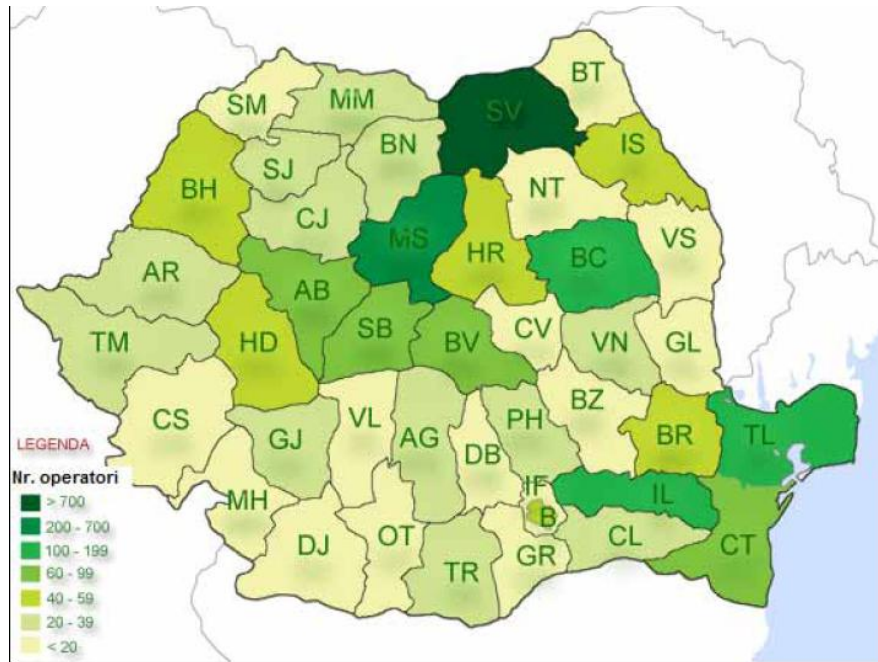 BT
SM
MM
SV
BN
IS
SJ
BH
NT
CJ
MS
VS
HR
BC
AR
AB
TM
HD
SB
BV
CV
VN
GL
CS
VL
BZ
PH
AG
BR
TL
GJ
DB
LEGENDA
Nr. operatori
> 700
200 - 700
100 - 199
60 - 99
40 - 59
20 - 39
< 20
IF
B
IL
MH
DJ
OT
TR
GR
CL
CT